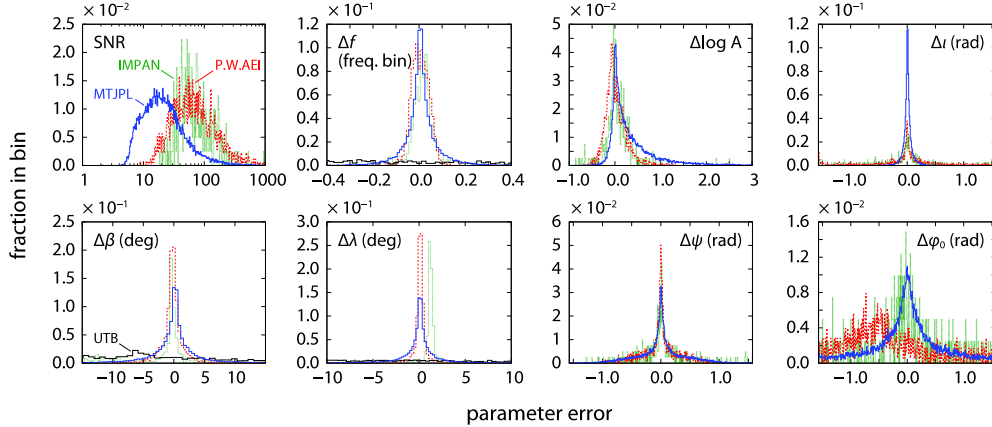 fraction in bin
× 10⁻²
SNR
IMPAN
P.W.AEI
MTJPL
2.5
2.0
1.5
1.0
0.5
0.0
1 10 100 1000
× 10⁻¹
Δf
(freq. bin)
1.2
1.0
0.8
0.6
0.4
0.2
0.0
−0.4 −0.2 0.0 0.2 0.4
× 10⁻²
Δlog A
5
4
3
2
1
0
−1.0 0.0 1.0 2.0 3
× 10⁻¹
Δι (rad)
1.2
1.0
0.8
0.6
0.4
0.2
0.0
−1.0 0.0 1.0
× 10⁻¹
Δβ (deg)
UTB
2.5
2.0
1.5
1.0
0.5
0.0
−10 −5 0 5 10
× 10⁻¹
Δλ (deg)
3.0
2.5
2.0
1.5
1.0
0.5
0.0
−10 −5 0 5 10
× 10⁻²
Δψ (rad)
6
4
2
0
−1.0 0.0 1.0
× 10⁻²
Δφ₀ (rad)
1.6
1.2
0.8
0.4
0.0
−1.0 0.0 1.0
parameter error